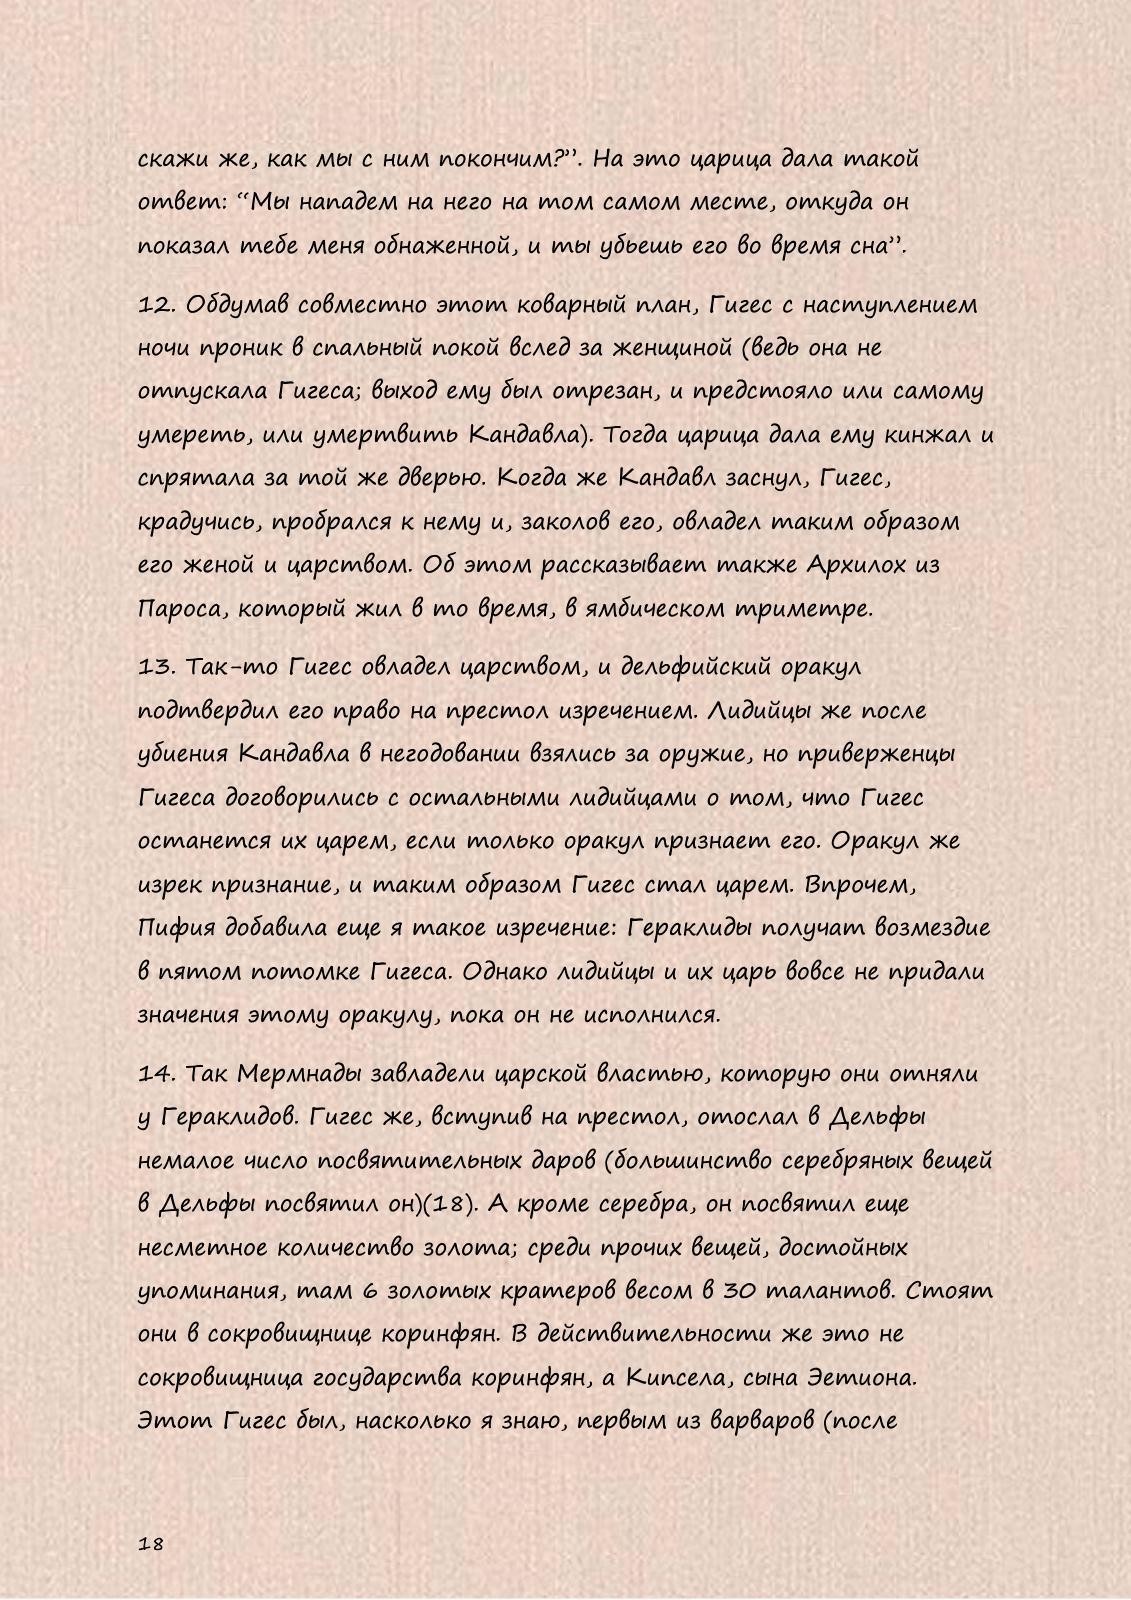 скажи же, как мы с ним покончим?”. На это царица дала такой
ответ: “Мы нападем на него на том самом месте, откуда он
показал тебе меня обнаженной, и ты убьешь его во время сна”.
12. Обдумав совместно этот коварный план, Гигес с наступлением
ночи проник в спальный покой вслед за женщиной (ведь она не
отпускала Гигеса; выход ему был отрезан, и предстояло или самому
умереть, или умертвить Кандавла). Тогда царица дала ему кинжал и
спрятала за той же дверью. Когда же Кандавл заснул, Гигес,
крадучись, пробрался к нему и, заколов его, овладел таким образом
его женой и царством. Об этом рассказывает также Архилох из
Пароса, который жил в то время, в ямбическом триметре.
13. Так-то Гигес овладел царством, и дельфийский оракул
подтвердил его право на престол изречением. Лидийцы же после
убиения Кандавла в негодовании взялись за оружие, но приверженцы
Гигеса договорились с остальными лидийцами о том, что Гигес
останется их царем, если только оракул признает его. Оракул же
изрек признание, и таким образом Гигес стал царем. Впрочем,
Пифия добавила еще я такое изречение: Гераклиды получат возмездие
в пятом потомке Гигеса. Однако лидийцы и их царь вовсе не придали
значения этому оракулу, пока он не исполнился.
14. Так Мермнады завладели царской властью, которую они отняли
у Гераклидов. Гигес же, вступив на престол, отослал в Дельфы
немалое число посвятительных даров (большинство серебряных вещей
в Дельфы посвятил он)(18). А кроме серебра, он посвятил еще
несметное количество золота; среди прочих вещей, достойных
упоминания, там 6 золотых кратеров весом в 30 талантов. Стоят
они в сокровищнице коринфян. В действительности же это не
сокровищница государства коринфян, а Кипсела, сына Эетиона.
Этот Гигес был, насколько я знаю, первым из варваров (после
18